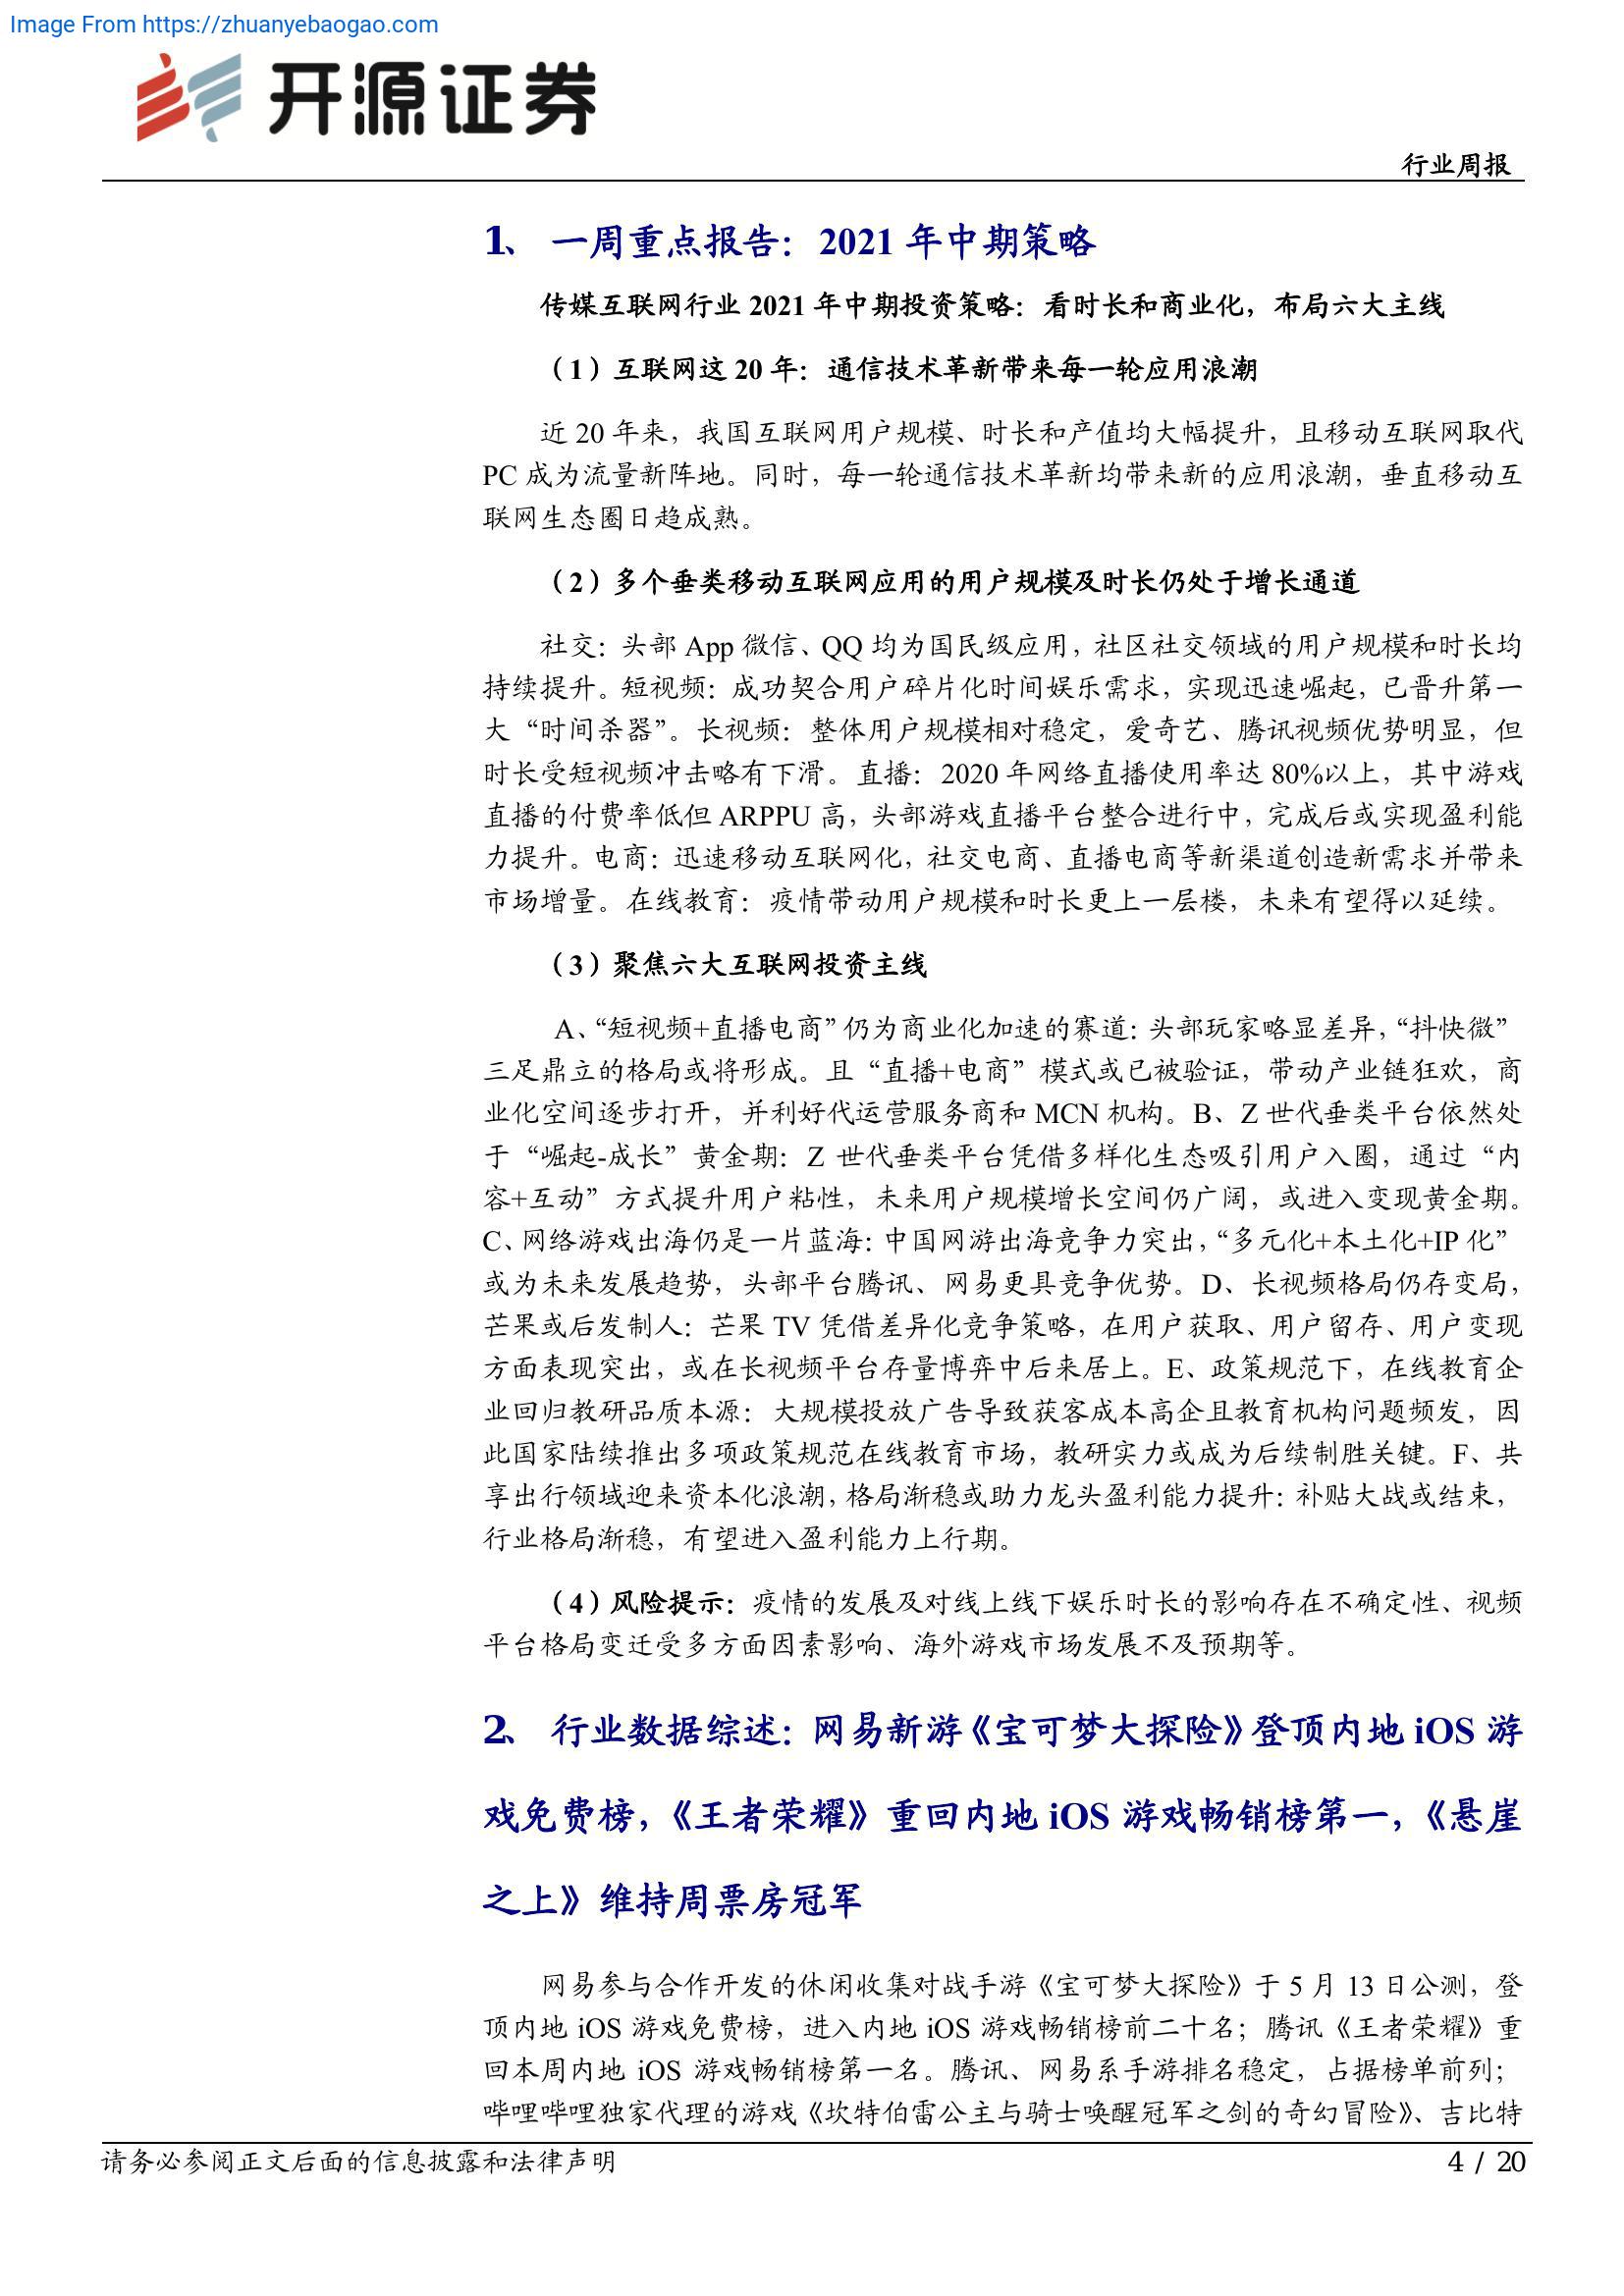 Image From https://zhuanyebaogao.com
开源证券
行业周报
1、 一周重点报告：2021 年中期策略
传媒互联网行业 2021 年中期投资策略：看时长和商业化，布局六大主线
（1）互联网这 20 年：通信技术革新带来每一轮应用浪潮
近 20 年来，我国互联网用户规模、时长和产值均大幅提升，且移动互联网取代
PC 成为流量新阵地。同时，每一轮通信技术革新均带来新的应用浪潮，垂直移动互
联网生态圈日趋成熟。
（2）多个垂类移动互联网应用的用户规模及时长仍处于增长通道
社交：头部 App 微信、QQ 均为国民级应用，社区社交领域的用户规模和时长均
持续提升。短视频：成功契合用户碎片化时间娱乐需求，实现迅速崛起，已晋升第一
大“时间杀器”。长视频：整体用户规模相对稳定，爱奇艺、腾讯视频优势明显，但
时长受短视频冲击略有下滑。直播：2020 年网络直播使用率达 80%以上，其中游戏
直播的付费率低但 ARPPU 高，头部游戏直播平台整合进行中，完成后或实现盈利能
力提升。电商：迅速移动互联网化，社交电商、直播电商等新渠道创造新需求并带来
市场增量。在线教育：疫情带动用户规模和时长更上一层楼，未来有望得以延续。
（3）聚焦六大互联网投资主线
A、“短视频+直播电商”仍为商业化加速的赛道：头部玩家略显差异，“抖快微”
三足鼎立的格局或将形成。且“直播+电商”模式或已被验证，带动产业链狂欢，商
业化空间逐步打开，并利好代运营服务商和 MCN 机构。B、Z 世代垂类平台依然处
于“崛起-成长”黄金期：Z 世代垂类平台凭借多样化生态吸引用户入圈，通过“内
容+互动”方式提升用户粘性，未来用户规模增长空间仍广阔，或进入变现黄金期。
C、网络游戏出海仍是一片蓝海：中国网游出海竞争力突出，“多元化+本土化+IP 化”
或为未来发展趋势，头部平台腾讯、网易更具竞争优势。D、长视频格局仍存变局，
芒果或后发制人：芒果 TV 凭借差异化竞争策略，在用户获取、用户留存、用户变现
方面表现突出，或在长视频平台存量博弈中后来居上。E、政策规范下，在线教育企
业回归教研品质本源：大规模投放广告导致获客成本高企且教育机构问题频发，因
此国家陆续推出多项政策规范在线教育市场，教研实力或成为后续制胜关键。F、共
享出行领域迎来资本化浪潮，格局渐稳或助力龙头盈利能力提升：补贴大战或结束，
行业格局渐稳，有望进入盈利能力上行期。
（4）风险提示：疫情的发展及对线上线下娱乐时长的影响存在不确定性、视频
平台格局变迁受多方面因素影响、海外游戏市场发展不及预期等。
2、 行业数据综述：网易新游《宝可梦大探险》登顶内地 iOS 游
戏免费榜，《王者荣耀》重回内地 iOS 游戏畅销榜第一，《悬崖
之上》维持周票房冠军
网易参与合作开发的休闲收集对战手游《宝可梦大探险》于 5 月 13 日公测，登
顶内地 iOS 游戏免费榜，进入内地 iOS 游戏畅销榜前二十名；腾讯《王者荣耀》重
回本周内地 iOS 游戏畅销榜第一名。腾讯、网易系手游排名稳定，占据榜单前列；
哔哩哔哩独家代理的游戏《坎特伯雷公主与骑士唤醒冠军之剑的奇幻冒险》、吉比特
请务必参阅正文后面的信息披露和法律声明
4 / 20